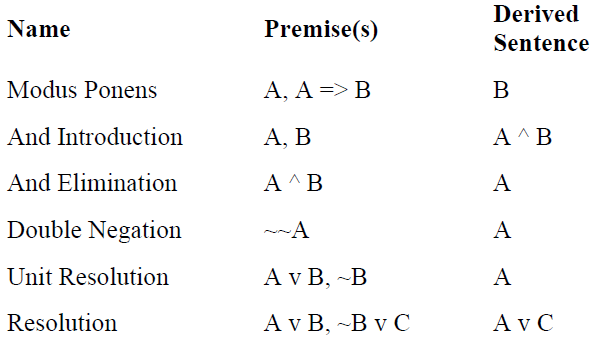 Name Premise(s) Derived Sentence
Modus Ponens A, A => B B
And Introduction A, B A ^ B
And Elimination A ^ B A
Double Negation ~~A A
Unit Resolution A v B, ~B A
Resolution A v B, ~B v C A v C